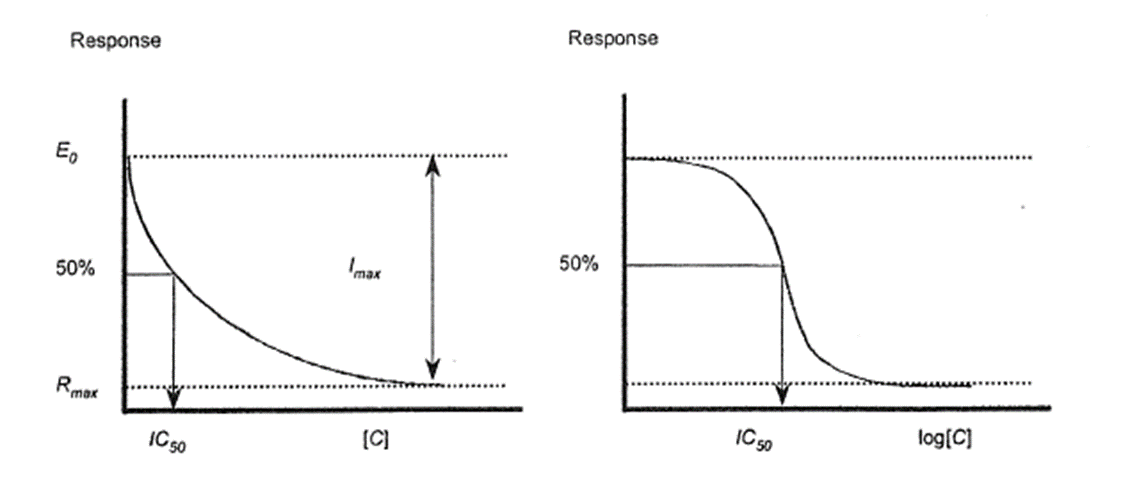 Response
E0
50%
Imax
Rmax
IC50
[C]
Response
50%
IC50
log[C]